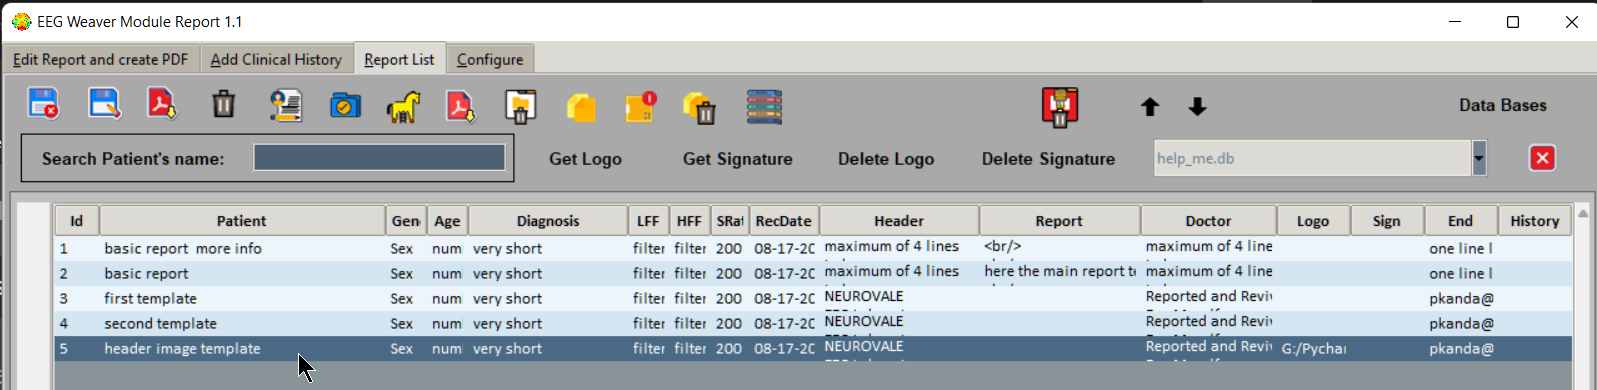 EEG Weaver Module Report 1.1
Edit Report and create PDF Add Clinical History Report List Configure
Data Bases
Search Patient's name: Get Logo Get Signature Delete Logo Delete Signature help_me.db
Id Patient Gen Age Diagnosis LFF HFF SRat RecDate Header Report Doctor Logo Sign End History
1 basic report more info Sex num very short filter filter 200 08-17-20 maximum of 4 lines <br/> maximum of 4 line one line l
2 basic report Sex num very short filter filter 200 08-17-20 maximum of 4 lines here the main report te maximum of 4 line one line l
3 first template Sex num very short filter filter 200 08-17-20 NEUROVALE Reported and Revi pkanda@
4 second template Sex num very short filter filter 200 08-17-20 NEUROVALE Reported and Revi pkanda@
5 header image template Sex num very short filter filter 200 08-17-20 NEUROVALE Reported and Revi G:/Pychar pkanda@